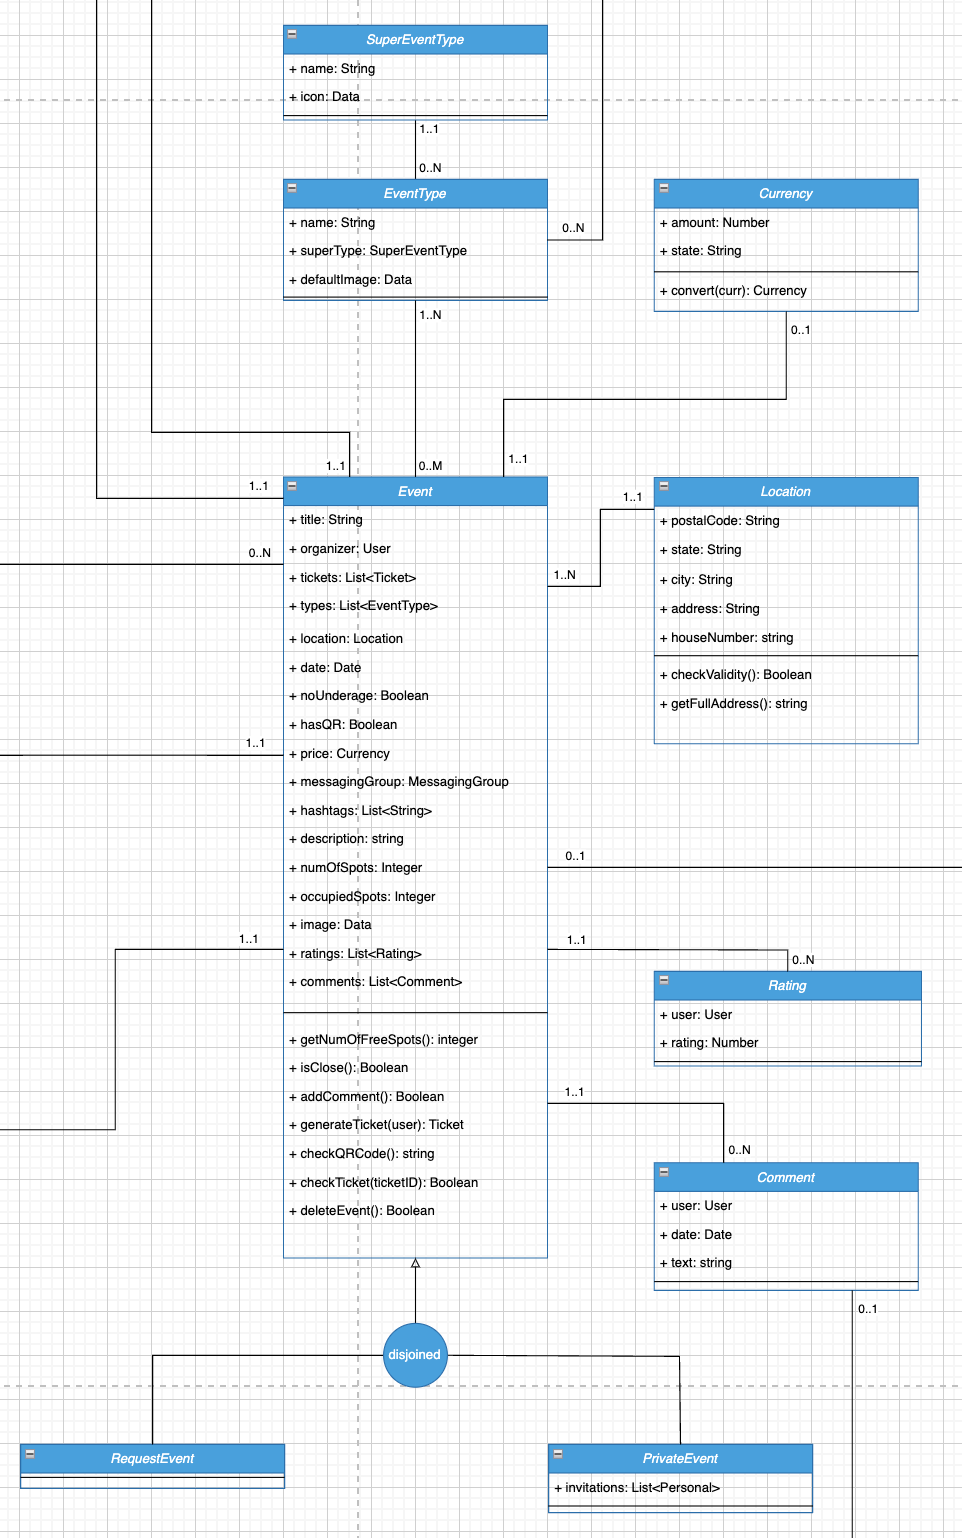 SuperEventType
+ name: String
+ icon: Data
1..1
0..N
EventType
+ name: String
+ superType: SuperEventType
+ defaultImage: Data
0..N
1..N
Currency
+ amount: Number
+ state: String
+ convert(curr): Currency
0..1
1..1
0..M
1..1
1..1
0..N
1..1
1..1
Event
+ title: String
+ organizer: User
+ tickets: List<Ticket>
+ types: List<EventType>
+ location: Location
+ date: Date
+ noUnderage: Boolean
+ hasQR: Boolean
+ price: Currency
+ messagingGroup: MessagingGroup
+ hashtags: List<String>
+ description: string
+ numOfSpots: Integer
+ occupiedSpots: Integer
+ image: Data
+ ratings: List<Rating>
+ comments: List<Comment>
+ getNumOfFreeSpots(): integer
+ isClose(): Boolean
+ addComment(): Boolean
+ generateTicket(user): Ticket
+ checkQRCode(): string
+ checkTicket(ticketID): Boolean
+ deleteEvent(): Boolean
1..1
1..N
Location
+ postalCode: String
+ state: String
+ city: String
+ address: String
+ houseNumber: string
+ checkValidity(): Boolean
+ getFullAddress(): string
0..1
1..1
0..N
Rating
+ user: User
+ rating: Number
1..1
0..N
Comment
+ user: User
+ date: Date
+ text: string
0..1
disjoined
RequestEvent
PrivateEvent
+ invitations: List<Personal>